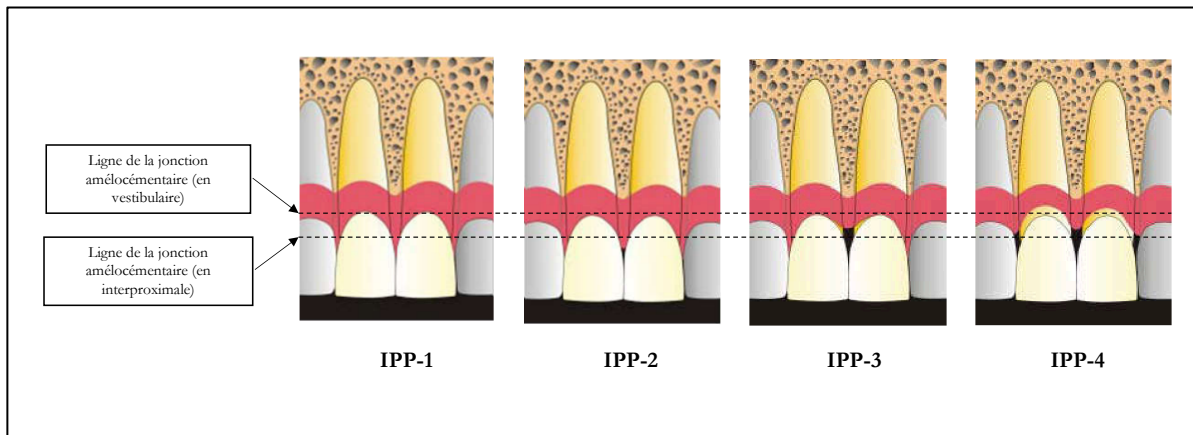 Ligne de la jonction
amélocémentaire (en
vestibulaire)
Ligne de la jonction
amélocémentaire (en
interproximale)
IPP-1
IPP-2
IPP-3
IPP-4